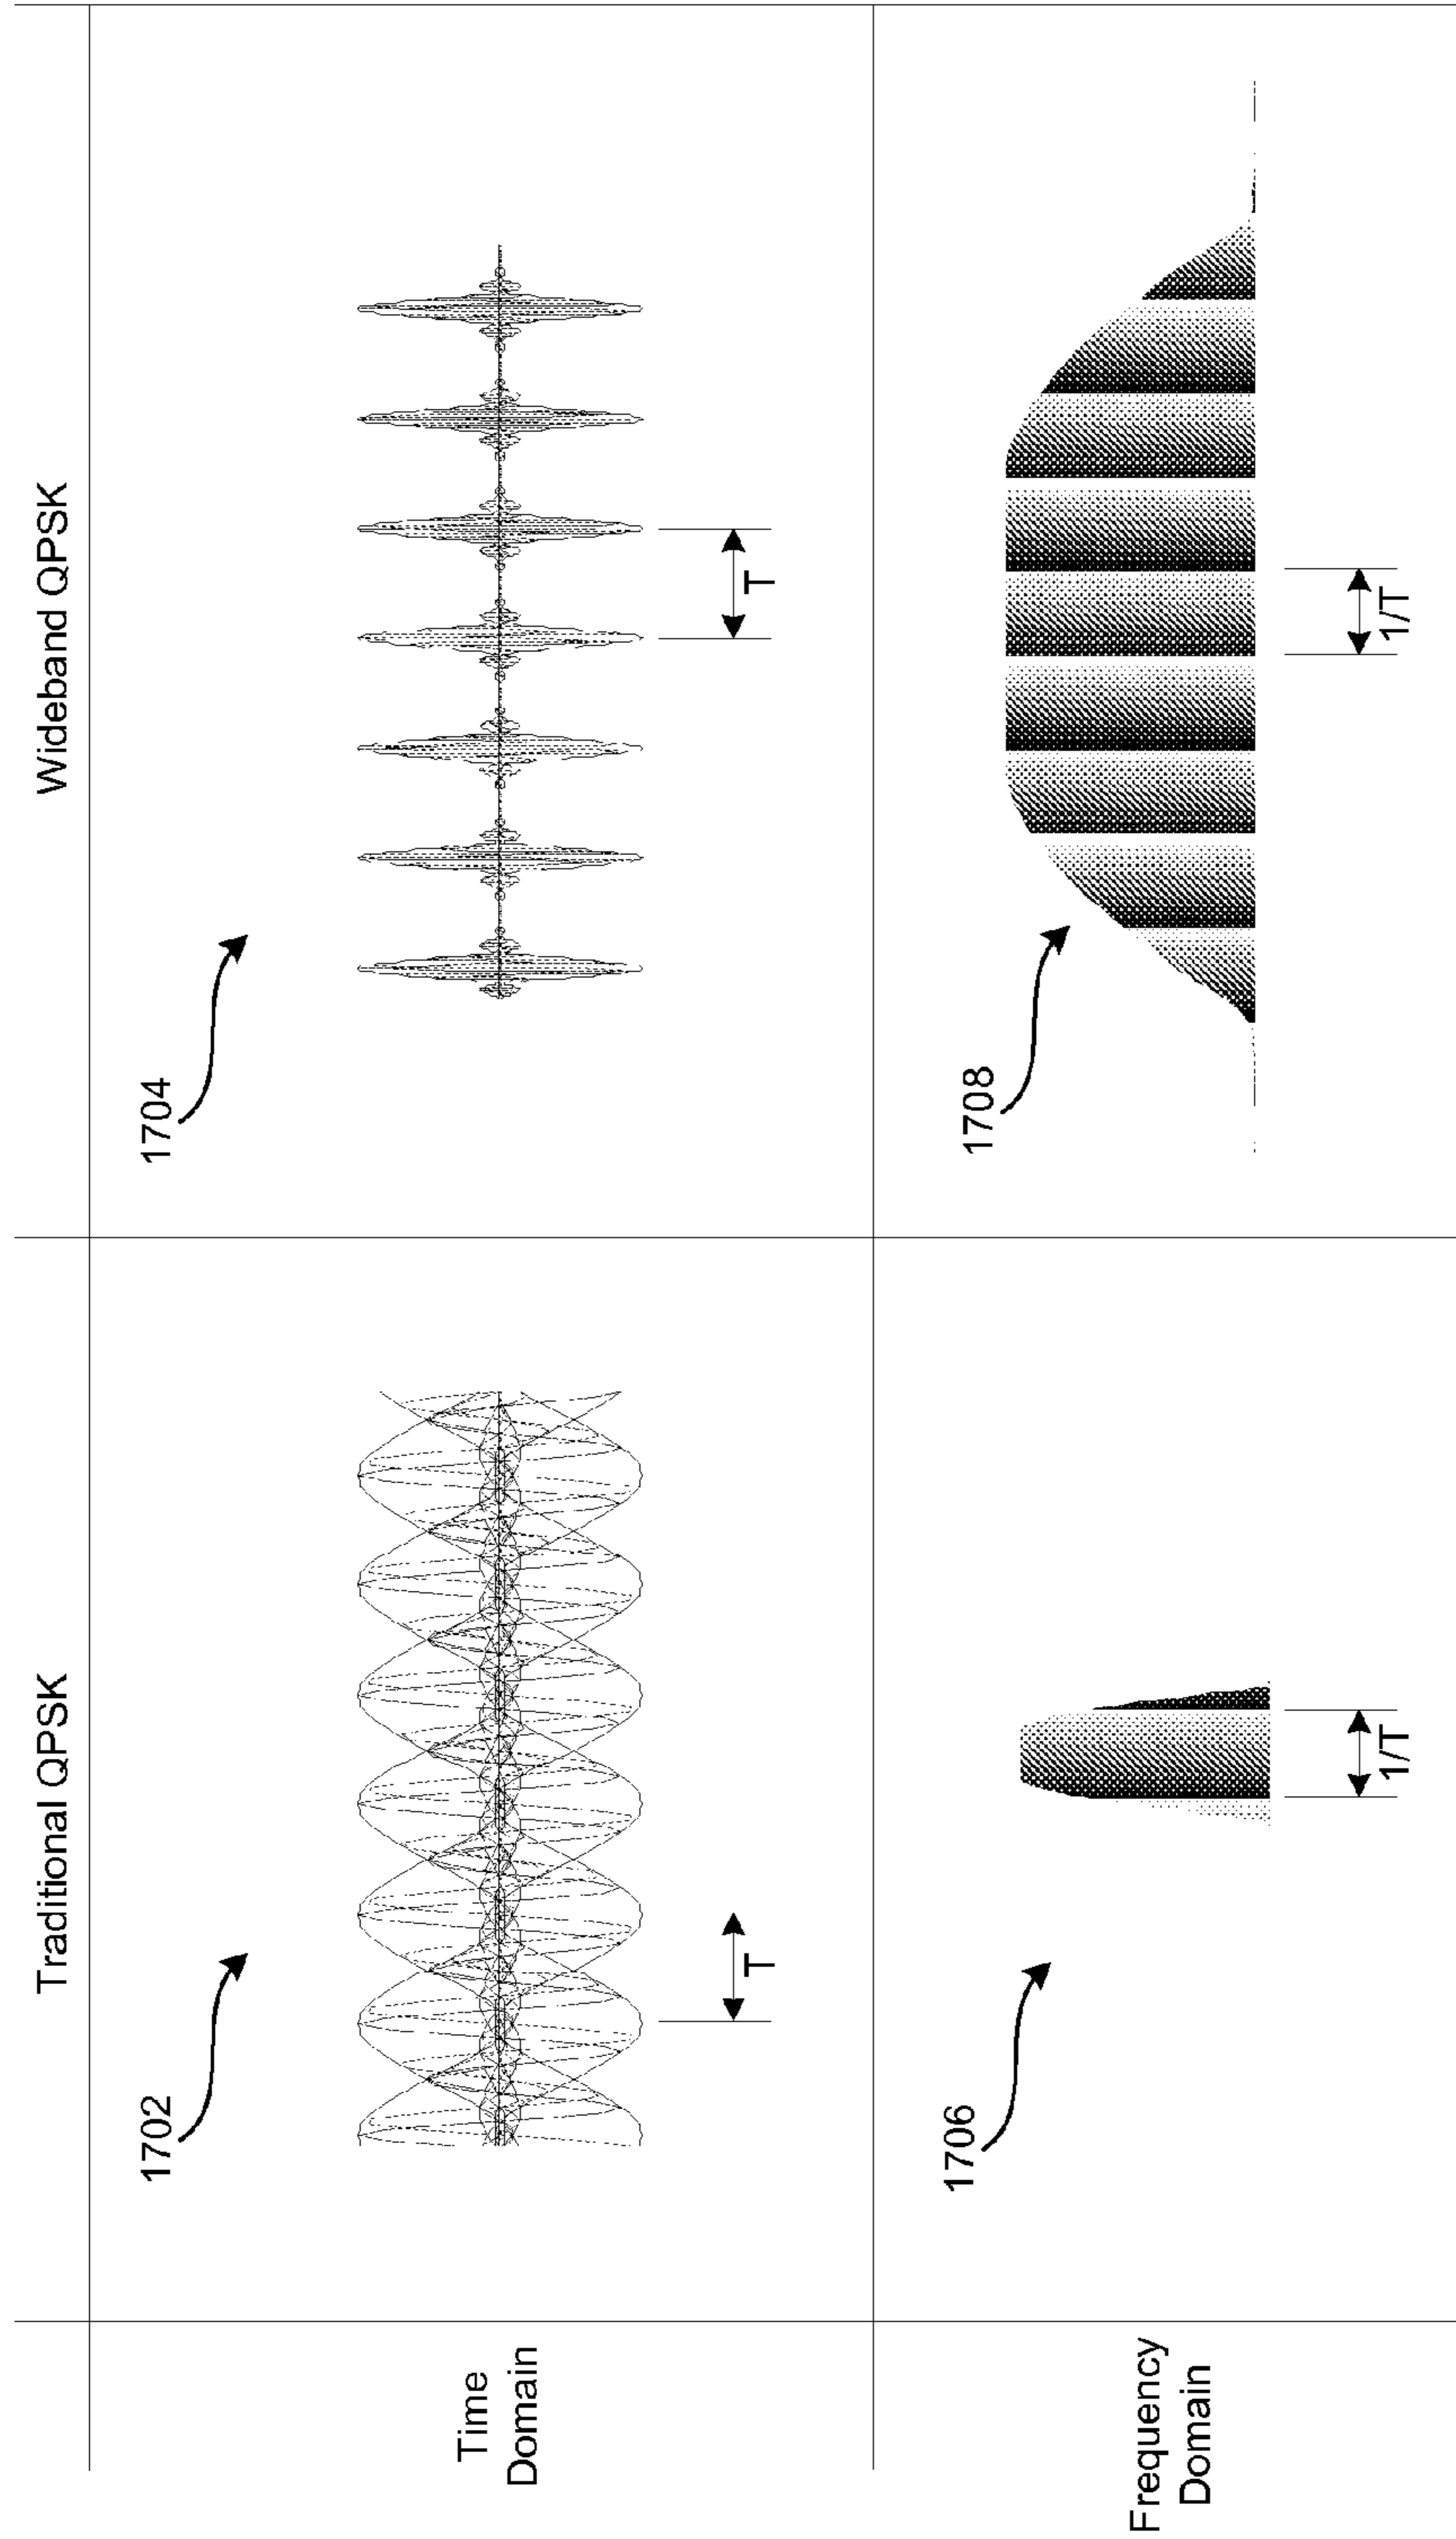 Traditional QPSK
Wideband QPSK
Time
Domain
1702
T
1704
T
Frequency
Domain
1706
1/T
1708
1/T